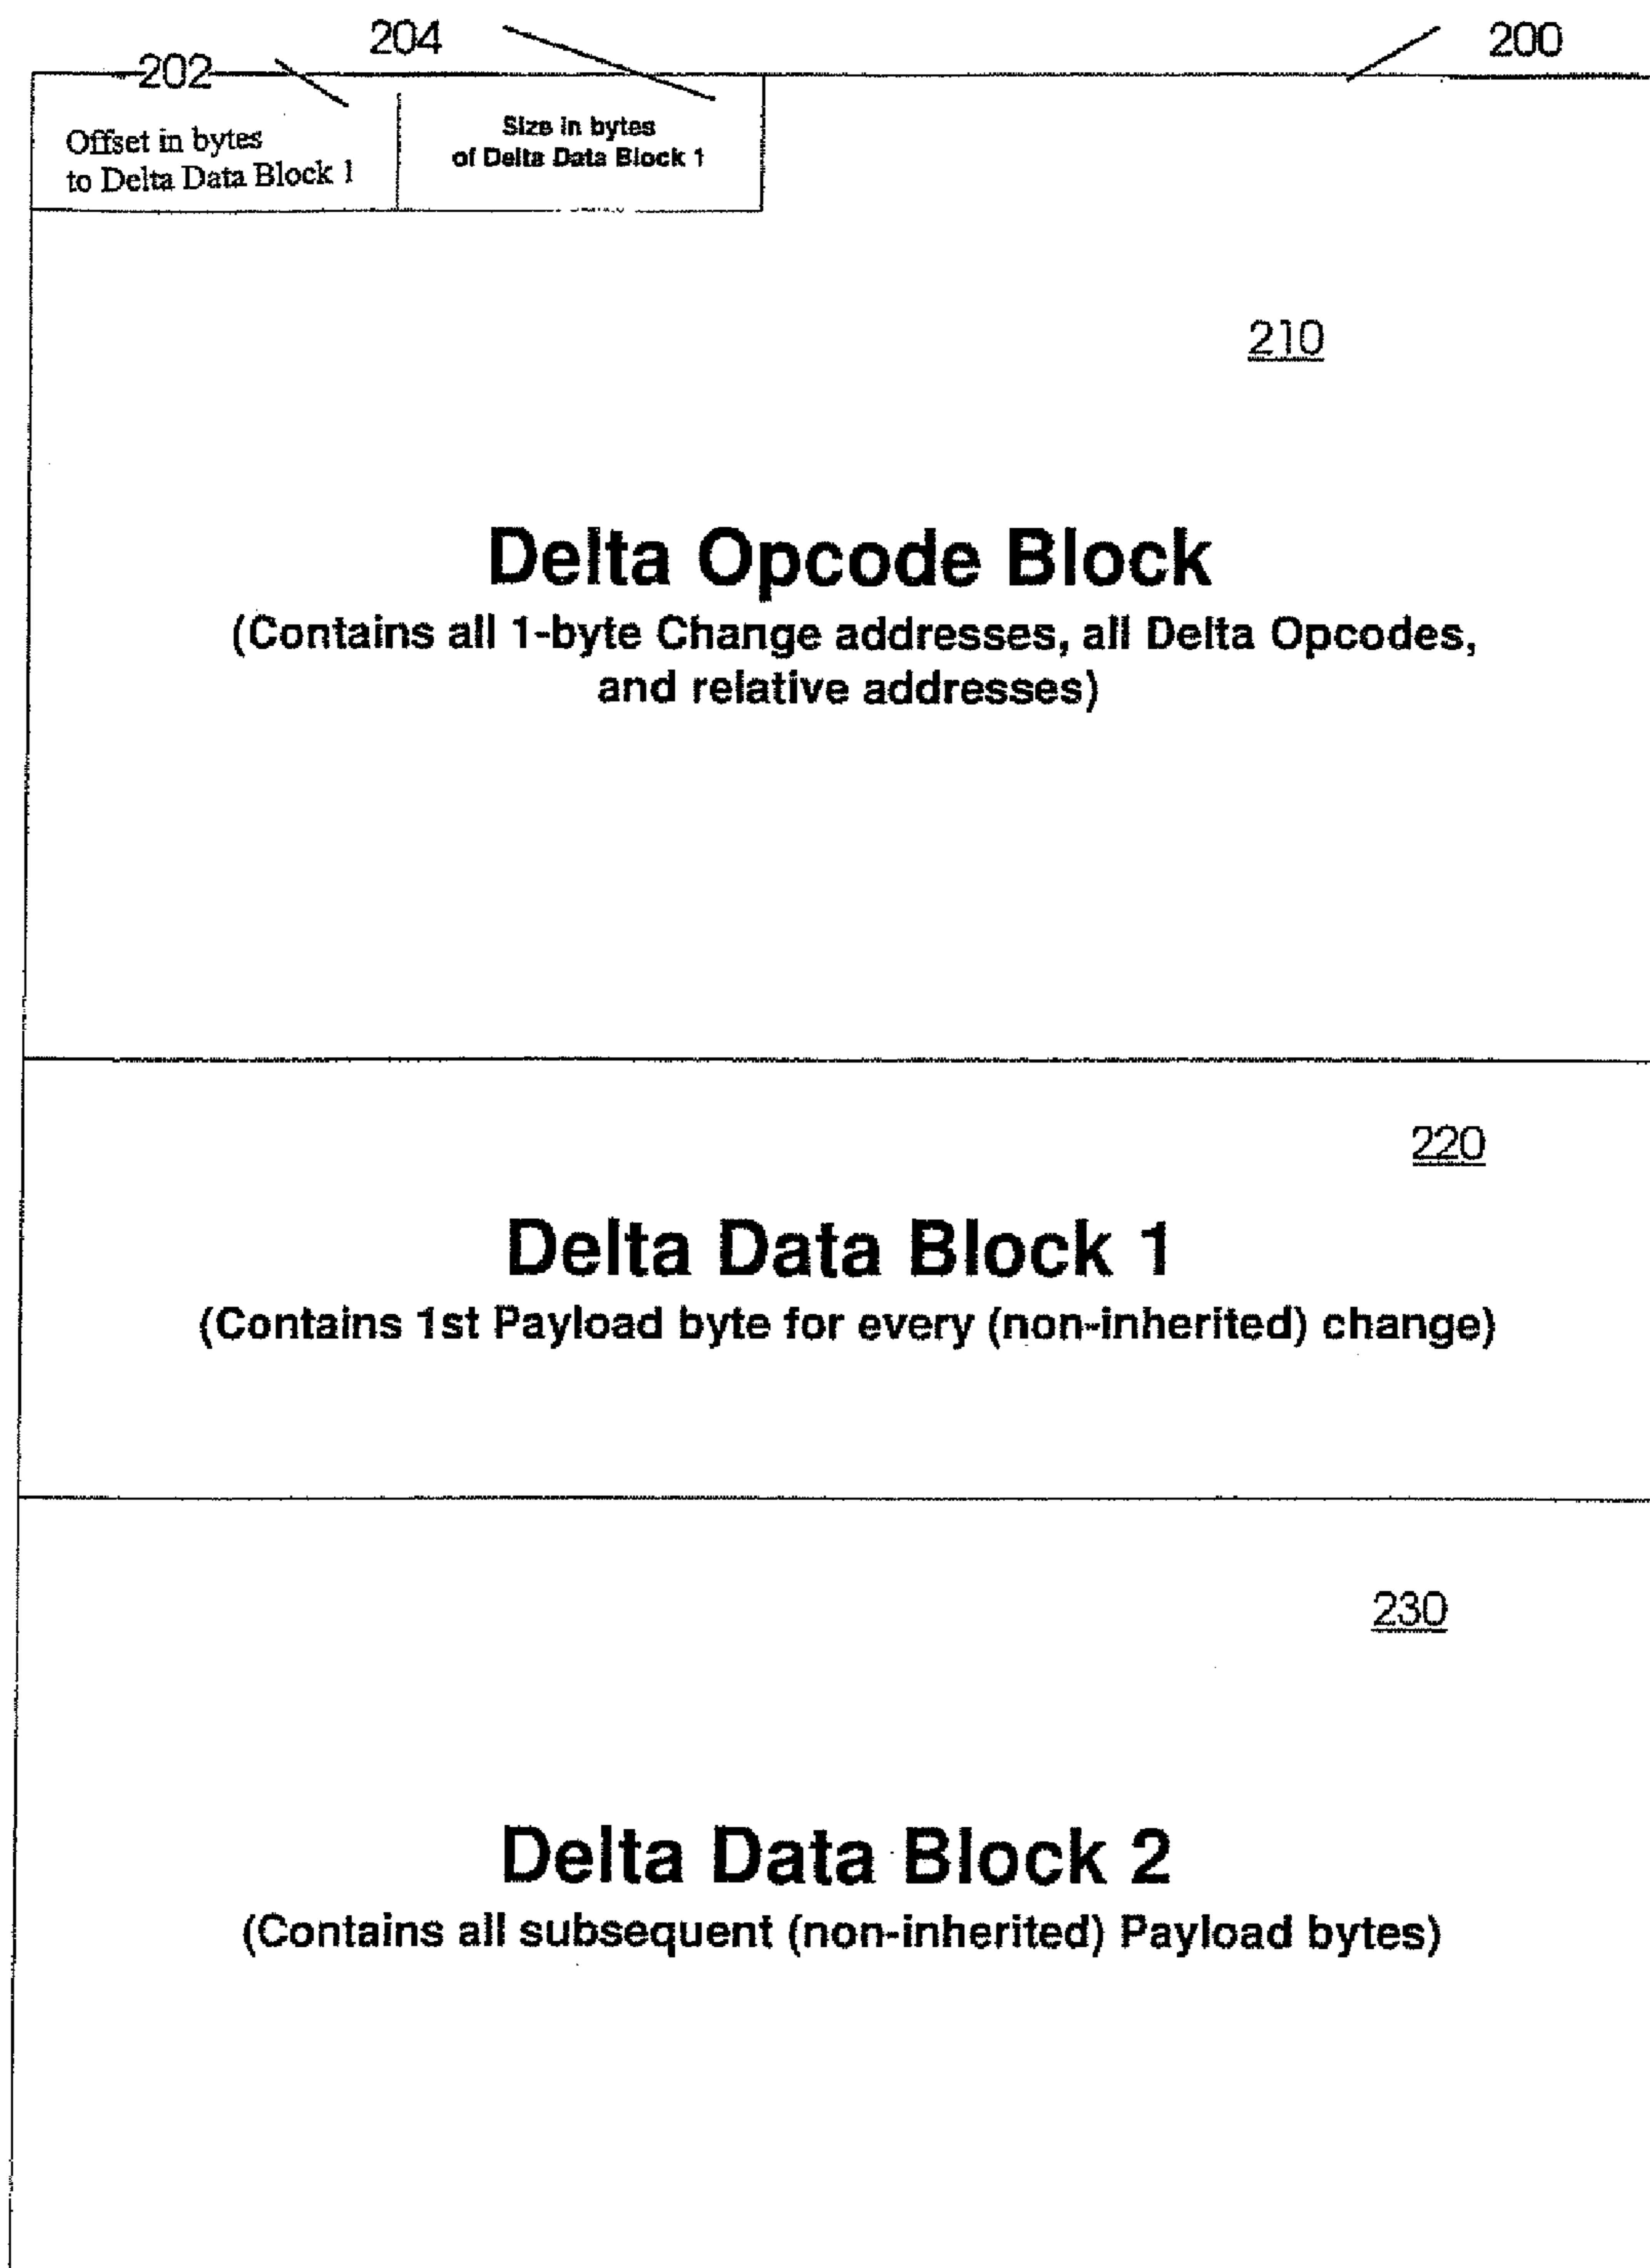 204
200
202
Offset in bytes
to Delta Data Block 1
Size in bytes
of Delta Data Block 1
210
Delta Opcode Block
(Contains all 1-byte Change addresses, all Delta Opcodes,
and relative addresses)
220
Delta Data Block 1
(Contains 1st Payload byte for every (non-inherited) change)
230
Delta Data Block 2
(Contains all subsequent (non-inherited) Payload bytes)